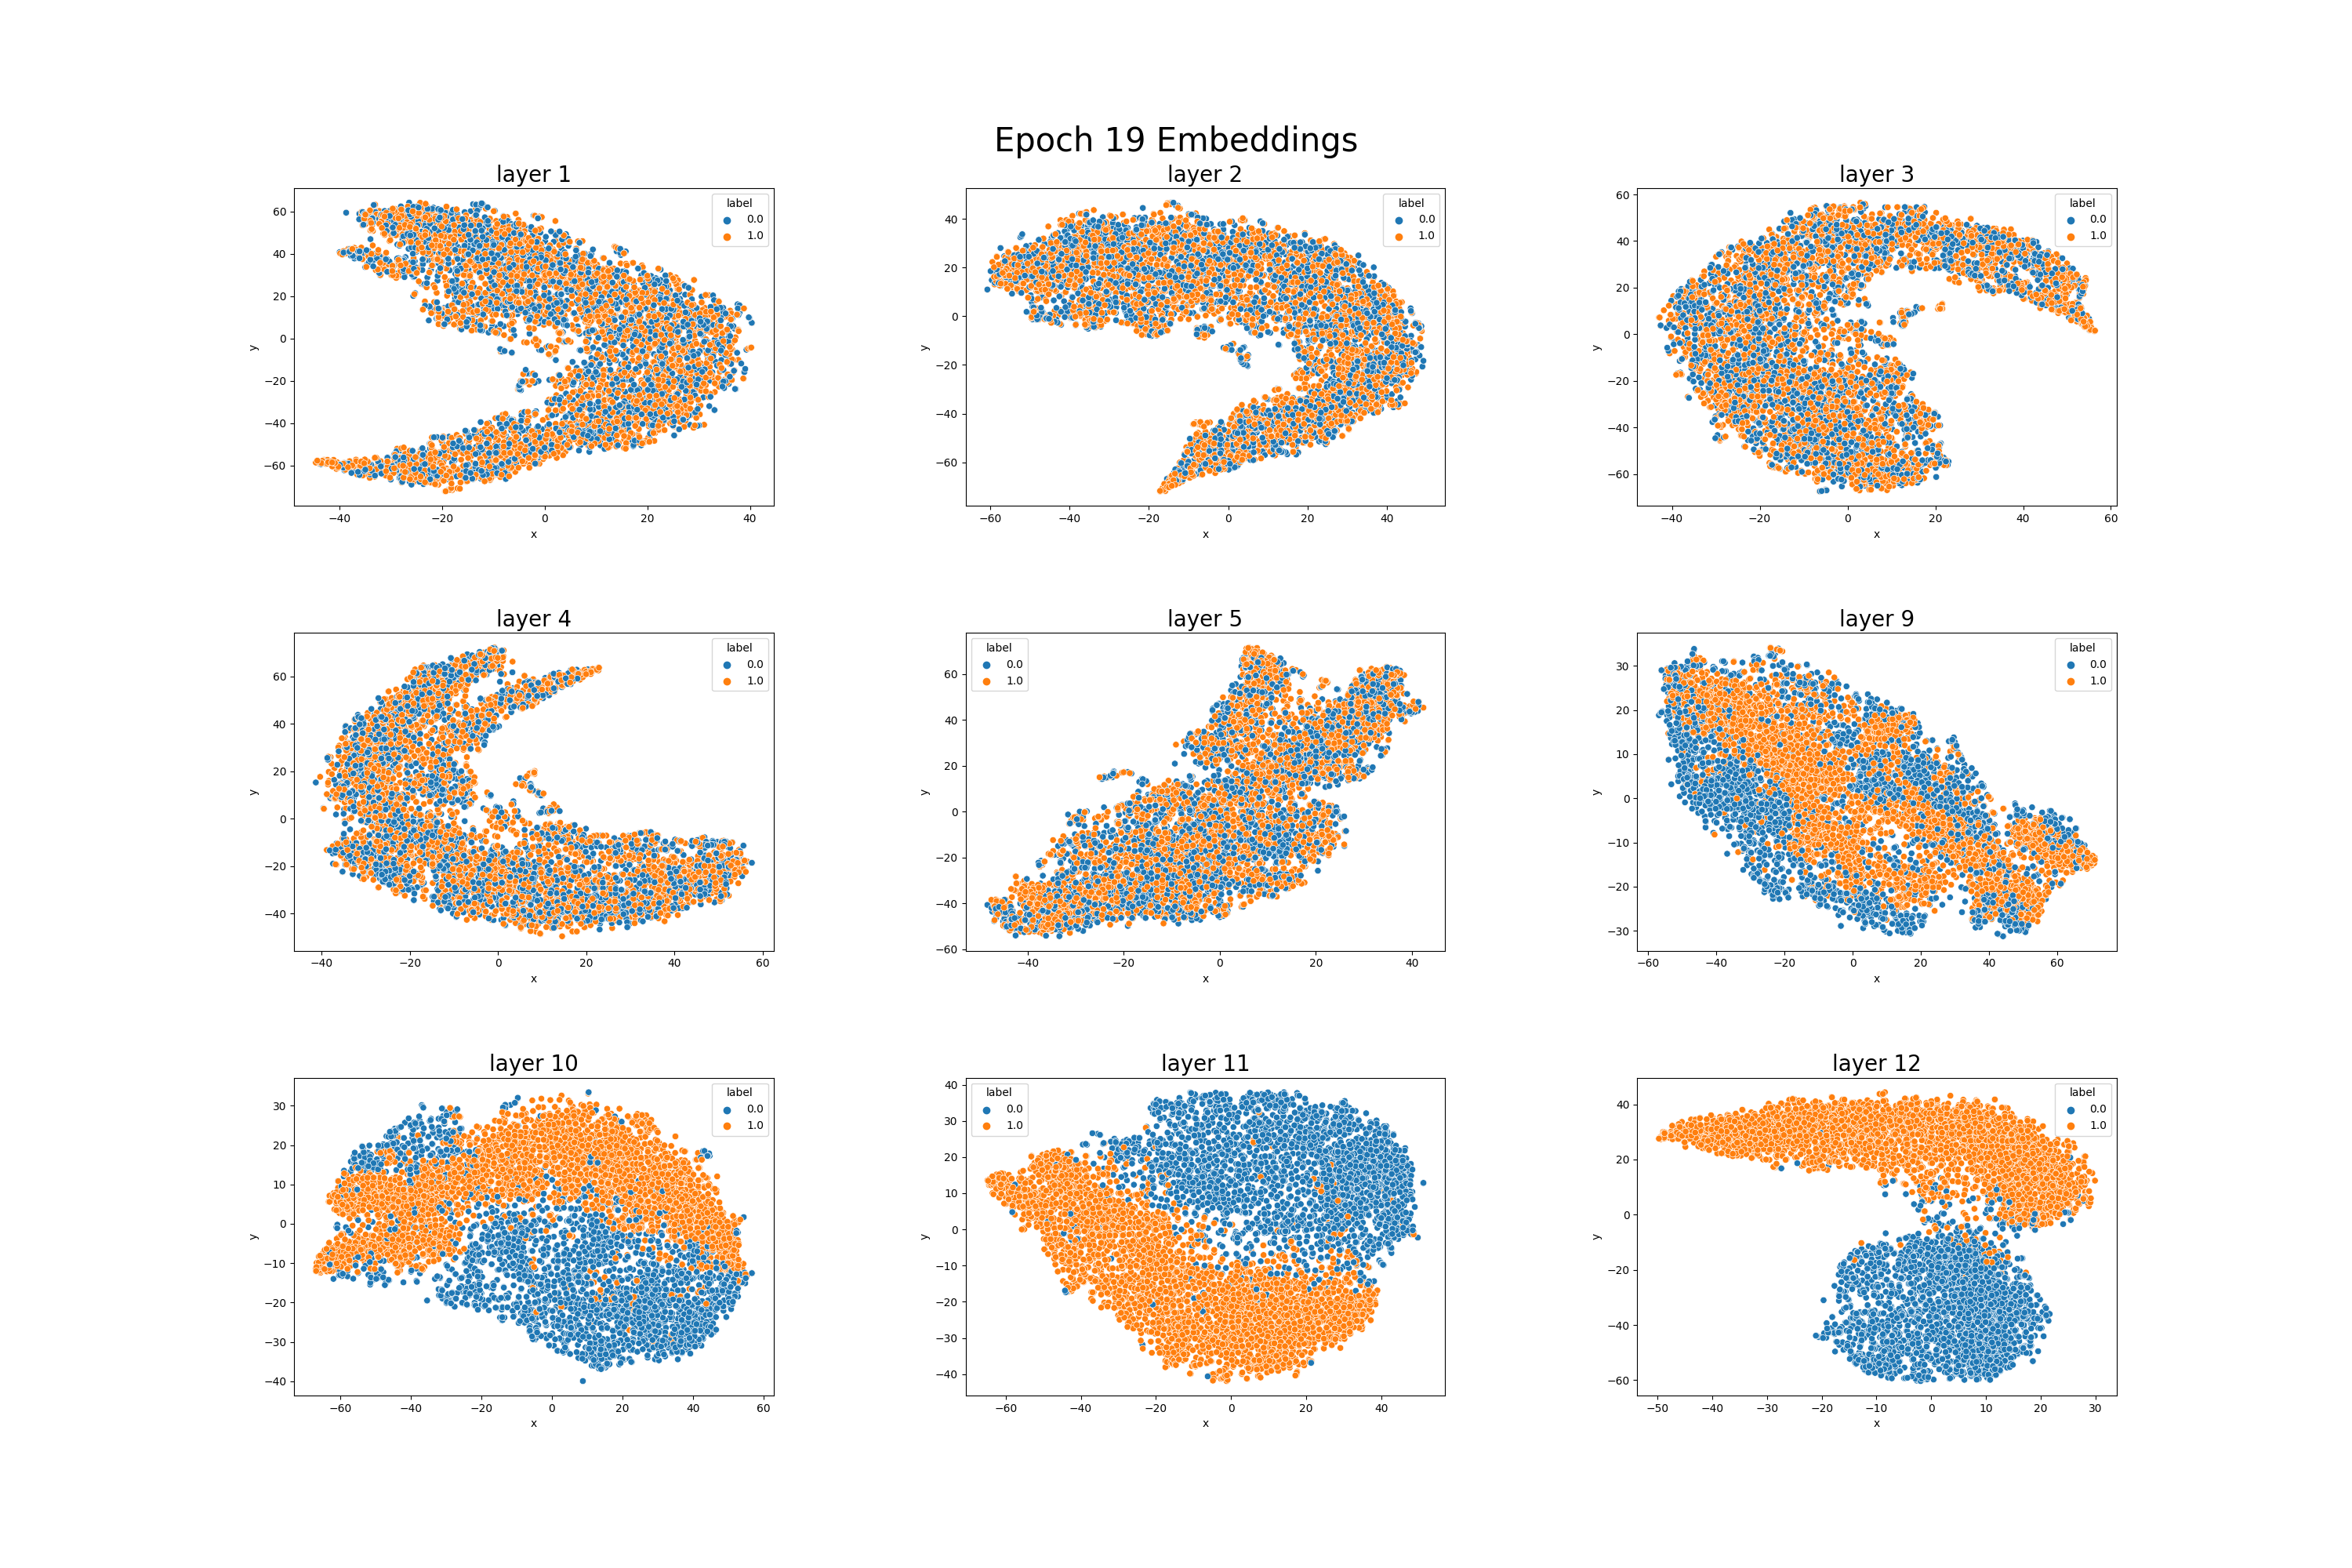 Epoch 19 Embeddings
layer 1
label
0.0
1.0
60
40
20
0
−20
−40
−60
y
−40 −20 0 20 40
x
layer 2
label
0.0
1.0
40
20
0
−20
−40
−60
y
−60 −40 −20 0 20 40
x
layer 3
label
0.0
1.0
60
40
20
0
−20
−40
−60
y
−40 −20 0 20 40 60
x
layer 4
label
0.0
1.0
60
40
20
0
−20
−40
y
−40 −20 0 20 40 60
x
layer 5
label
0.0
1.0
60
40
20
0
−20
−40
−60
y
−40 −20 0 20 40
x
layer 9
label
0.0
1.0
30
20
10
0
−10
−20
−30
y
−60 −40 −20 0 20 40 60
x
layer 10
label
0.0
1.0
30
20
10
0
−10
−20
−30
−40
y
−60 −40 −20 0 20 40 60
x
layer 11
label
0.0
1.0
40
30
20
10
0
−10
−20
−30
−40
y
−60 −40 −20 0 20 40
x
layer 12
label
0.0
1.0
40
20
0
−20
−40
−60
y
−50 −40 −30 −20 −10 0 10 20 30
x